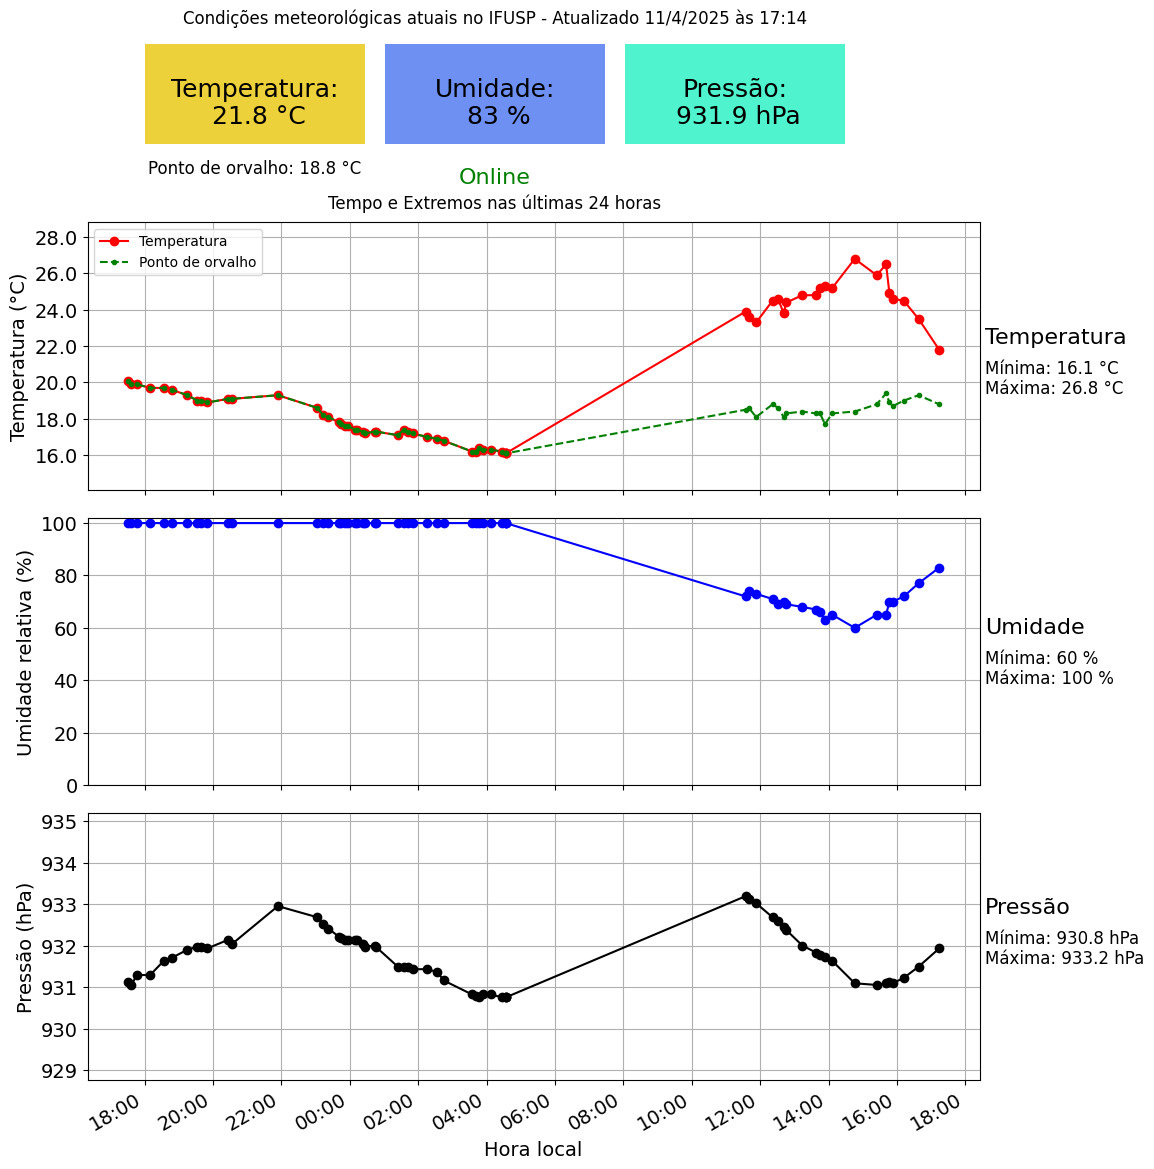 Condições meteorológicas atuais no IFUSP - Atualizado 11/4/2025 às 17:14
Temperatura:
21.8 °C
Umidade:
83 %
Pressão:
931.9 hPa
Ponto de orvalho: 18.8 °C
Online
Tempo e Extremos nas últimas 24 horas
Temperatura
Ponto de orvalho
Temperatura (°C)
28.0
26.0
24.0
22.0
20.0
18.0
16.0
Temperatura
Mínima: 16.1 °C
Máxima: 26.8 °C
Umidade relativa (%)
100
80
60
40
20
0
Umidade
Mínima: 60 %
Máxima: 100 %
Pressão (hPa)
935
934
933
932
931
930
929
Pressão
Mínima: 930.8 hPa
Máxima: 933.2 hPa
18:00 20:00 22:00 00:00 02:00 04:00 06:00 08:00 10:00 12:00 14:00 16:00 18:00
Hora local